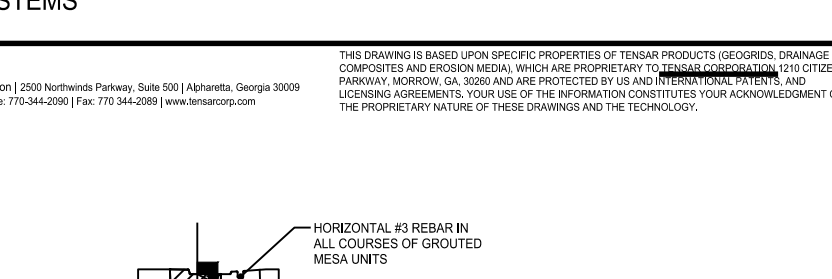 STEMS
THIS DRAWING IS BASED UPON SPECIFIC PROPERTIES OF TENSAR PRODUCTS (GEOGRIDS, DRAINAGE
COMPOSITES AND EROSION MEDIA), WHICH ARE PROPRIETARY TO TENSAR CORPORATION,1210 CITIZE
PARKWAY, MORROW, GA, 30260 AND ARE PROTECTED BY US AND INTERNATIONAL PATENTS, AND
LICENSING AGREEMENTS. YOUR USE OF THE INFORMATION CONSTITUTES YOUR ACKNOWLEDGMENT O
THE PROPRIETARY NATURE OF THESE DRAWINGS AND THE TECHNOLOGY.
on | 2500 Northwinds Parkway, Suite 500 | Alpharetta, Georgia 30009
e: 770-344-2090 | Fax: 770 344-2089 | www.tensarcorp.com
HORIZONTAL #3 REBAR IN
ALL COURSES OF GROUTED
MESA UNITS